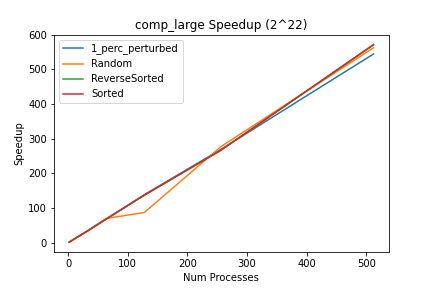 comp_large Speedup (2^22)
1_perc_perturbed
Random
ReverseSorted
Sorted
Speedup
600
500
400
300
200
100
0
0 100 200 300 400 500
Num Processes